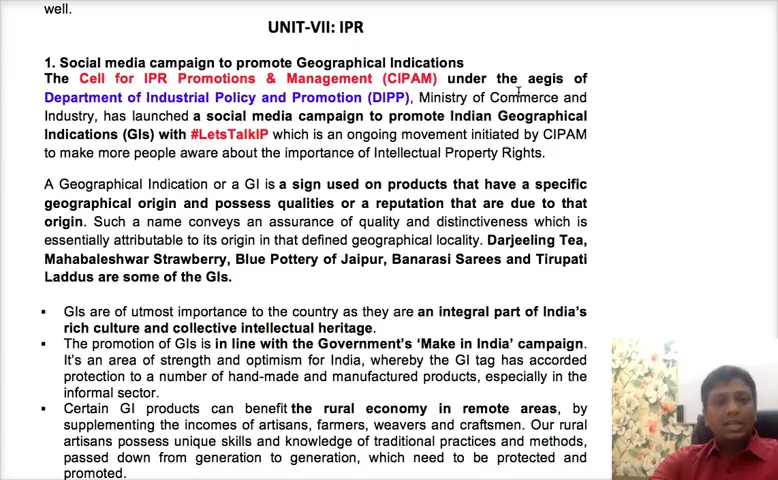 well.
UNIT-VII: IPR
1. Social media campaign to promote Geographical Indications
The Cell for IPR Promotions & Management (CIPAM) under the aegis of
Department of Industrial Policy and Promotion (DIPP), Ministry of Commerce and
Industry, has launched a social media campaign to promote Indian Geographical
Indications (GIs) with #LetsTalkIP which is an ongoing movement initiated by CIPAM
to make more people aware about the importance of Intellectual Property Rights.
A Geographical Indication or a GI is a sign used on products that have a specific
geographical origin and possess qualities or a reputation that are due to that
origin. Such a name conveys an assurance of quality and distinctiveness which is
essentially attributable to its origin in that defined geographical locality. Darjeeling Tea,
Mahabaleshwar Strawberry, Blue Pottery of Jaipur, Banarasi Sarees and Tirupati
Laddus are some of the GIs.
▪ GIs are of utmost importance to the country as they are an integral part of India's
rich culture and collective intellectual heritage.
▪ The promotion of GIs is in line with the Government's 'Make in India' campaign.
It's an area of strength and optimism for India, whereby the GI tag has accorded
protection to a number of hand-made and manufactured products, especially in the
informal sector.
▪ Certain GI products can benefit the rural economy in remote areas, by
supplementing the incomes of artisans, farmers, weavers and craftsmen. Our rural
artisans possess unique skills and knowledge of traditional practices and methods,
passed down from generation to generation, which need to be protected and
promoted.